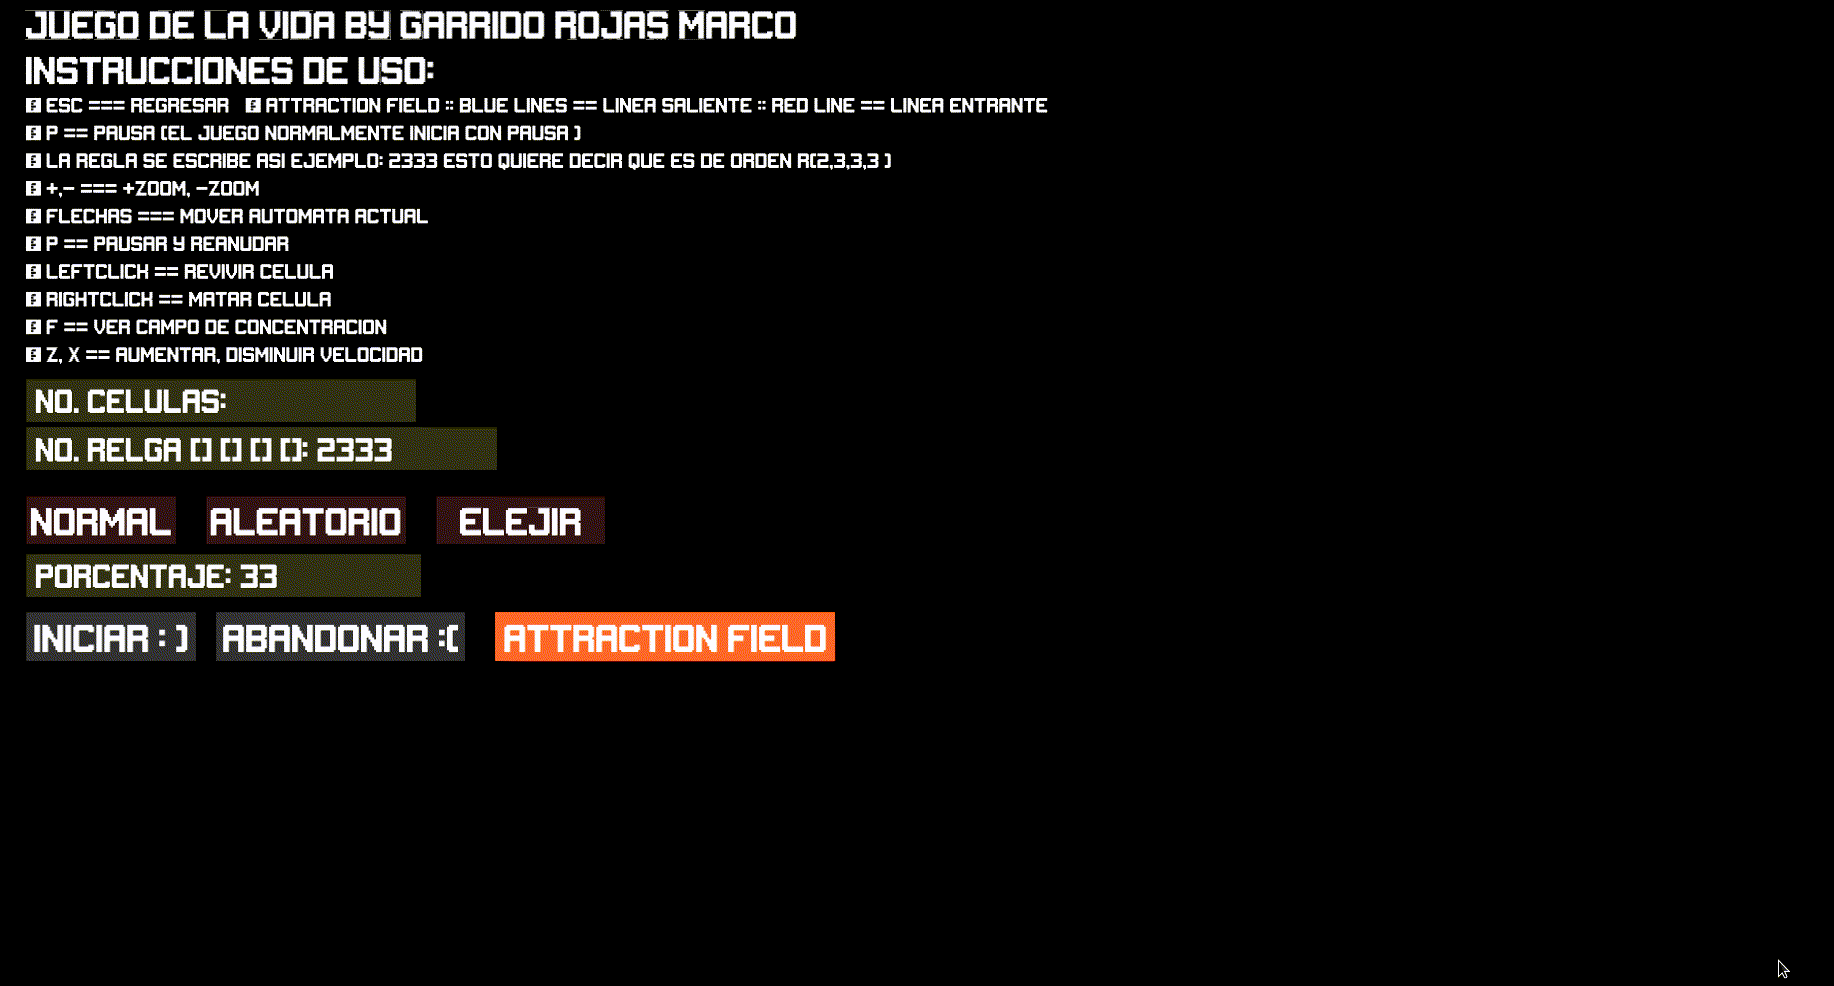 JUEGO DE LA VIDA BY GARRIDO ROJAS MARCO
INSTRUCCIONES DE USO:
ESC === REGRESAR ATTRACTION FIELD :: BLUE LINES == LINEA SALIENTE :: RED LINE == LINEA ENTRANTE
P == PAUSA (EL JUEGO NORMALMENTE INICIA CON PAUSA )
LA REGLA SE ESCRIBE ASI EJEMPLO: 2333 ESTO QUIERE DECIR QUE ES DE ORDEN R(2,3,3,3 )
+,- === +ZOOM, -ZOOM
FLECHAS === MOVER AUTOMATA ACTUAL
P == PAUSAR Y REANUDAR
LEFTCLICK == REVIVIR CELULA
RIGHTCLICK == MATAR CELULA
F == VER CAMPO DE CONCENTRACION
Z, X == AUMENTAR, DISMINUIR VELOCIDAD
NO. CELULAS:
NO. RELGA [] [] [] []: 2333
NORMAL ALEATORIO ELEJIR
PORCENTAJE: 33
INICIAR : ) ABANDONAR :( ATTRACTION FIELD